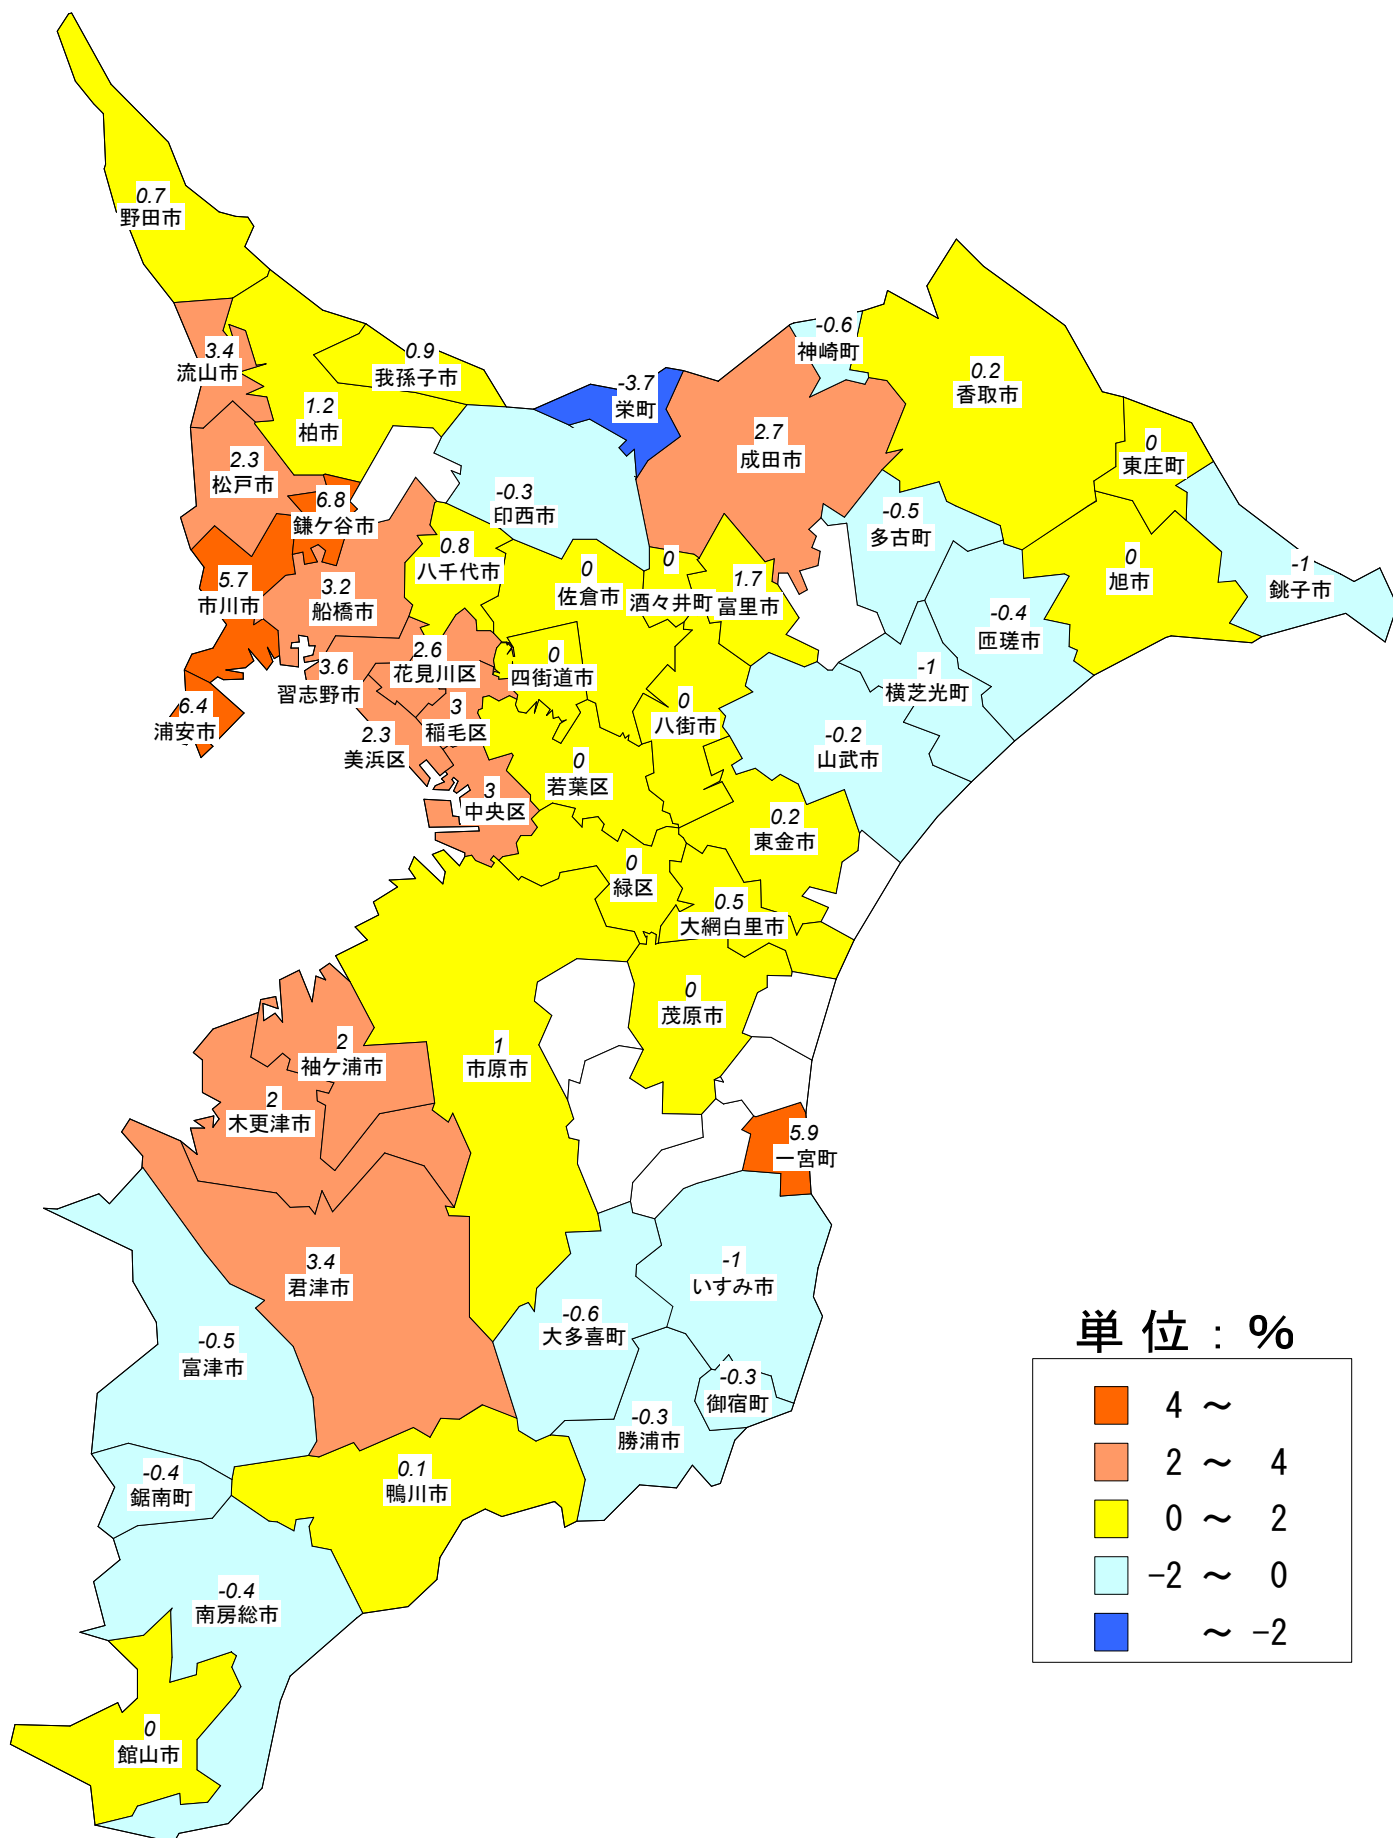 0.7
野田市
3.4
流山市
0.9
我孫子市
1.2
柏市
-3.7
栄町
-0.6
神崎町
0.2
香取市
2.7
成田市
0
東庄町
2.3
松戸市
6.8
鎌ケ谷市
-0.3
印西市
-0.5
多古町
0
旭市
-1
銚子市
5.7
市川市
3.2
船橋市
0.8
八千代市
0
佐倉市
0
酒々井町
1.7
富里市
-0.4
匝瑳市
-1
横芝光町
6.4
浦安市
3.6
習志野市
2.6
花見川区
0
四街道市
3
稲毛区
0
八街市
2.3
美浜区
-0.2
山武市
3
中央区
0
若葉区
0.2
東金市
0
緑区
0.5
大網白里市
0
茂原市
2
袖ケ浦市
1
市原市
2
木更津市
5.9
一宮町
3.4
君津市
-1
いすみ市
-0.5
富津市
-0.6
大多喜町
-0.3
御宿町
-0.3
勝浦市
-0.4
鋸南町
0.1
鴨川市
-0.4
南房総市
0
館山市
単位：％
4 ～
2 ～ 4
0 ～ 2
-2 ～ 0
～ -2